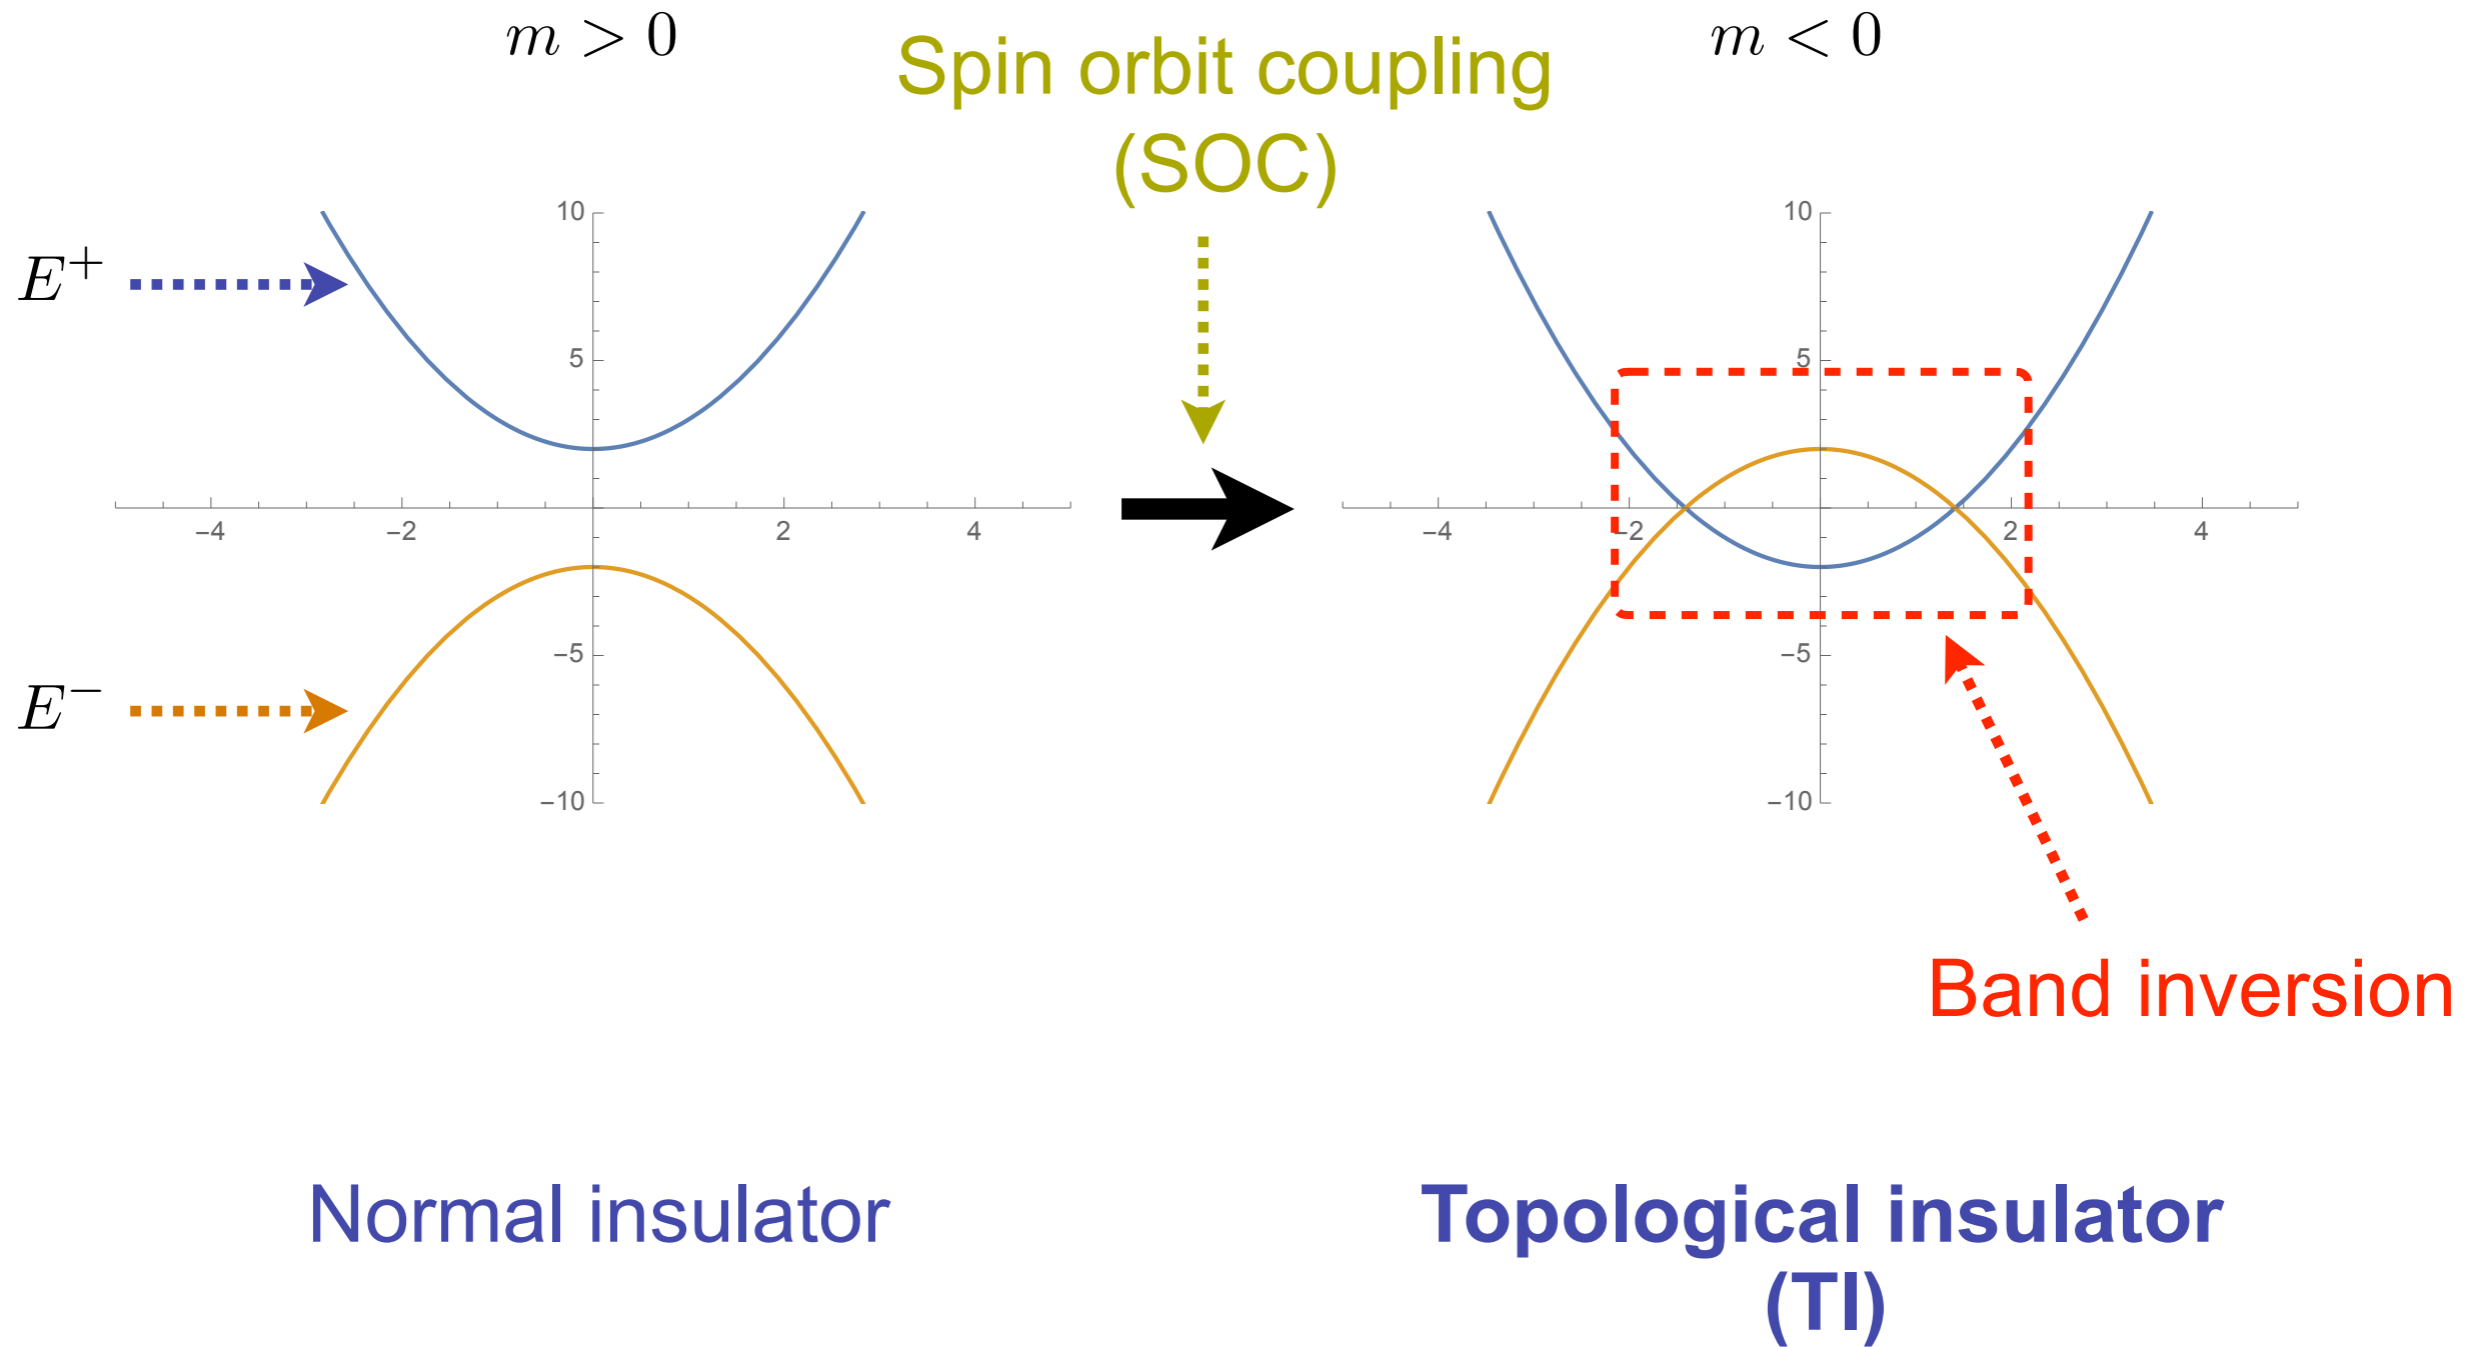 m > 0
Spin orbit coupling
(SOC)
m < 0
E⁺
E⁻
10
5
−4
−2
2
4
−5
−10
10
5
−4
−2
2
4
−5
−10
Band inversion
Normal insulator
Topological insulator
(TI)